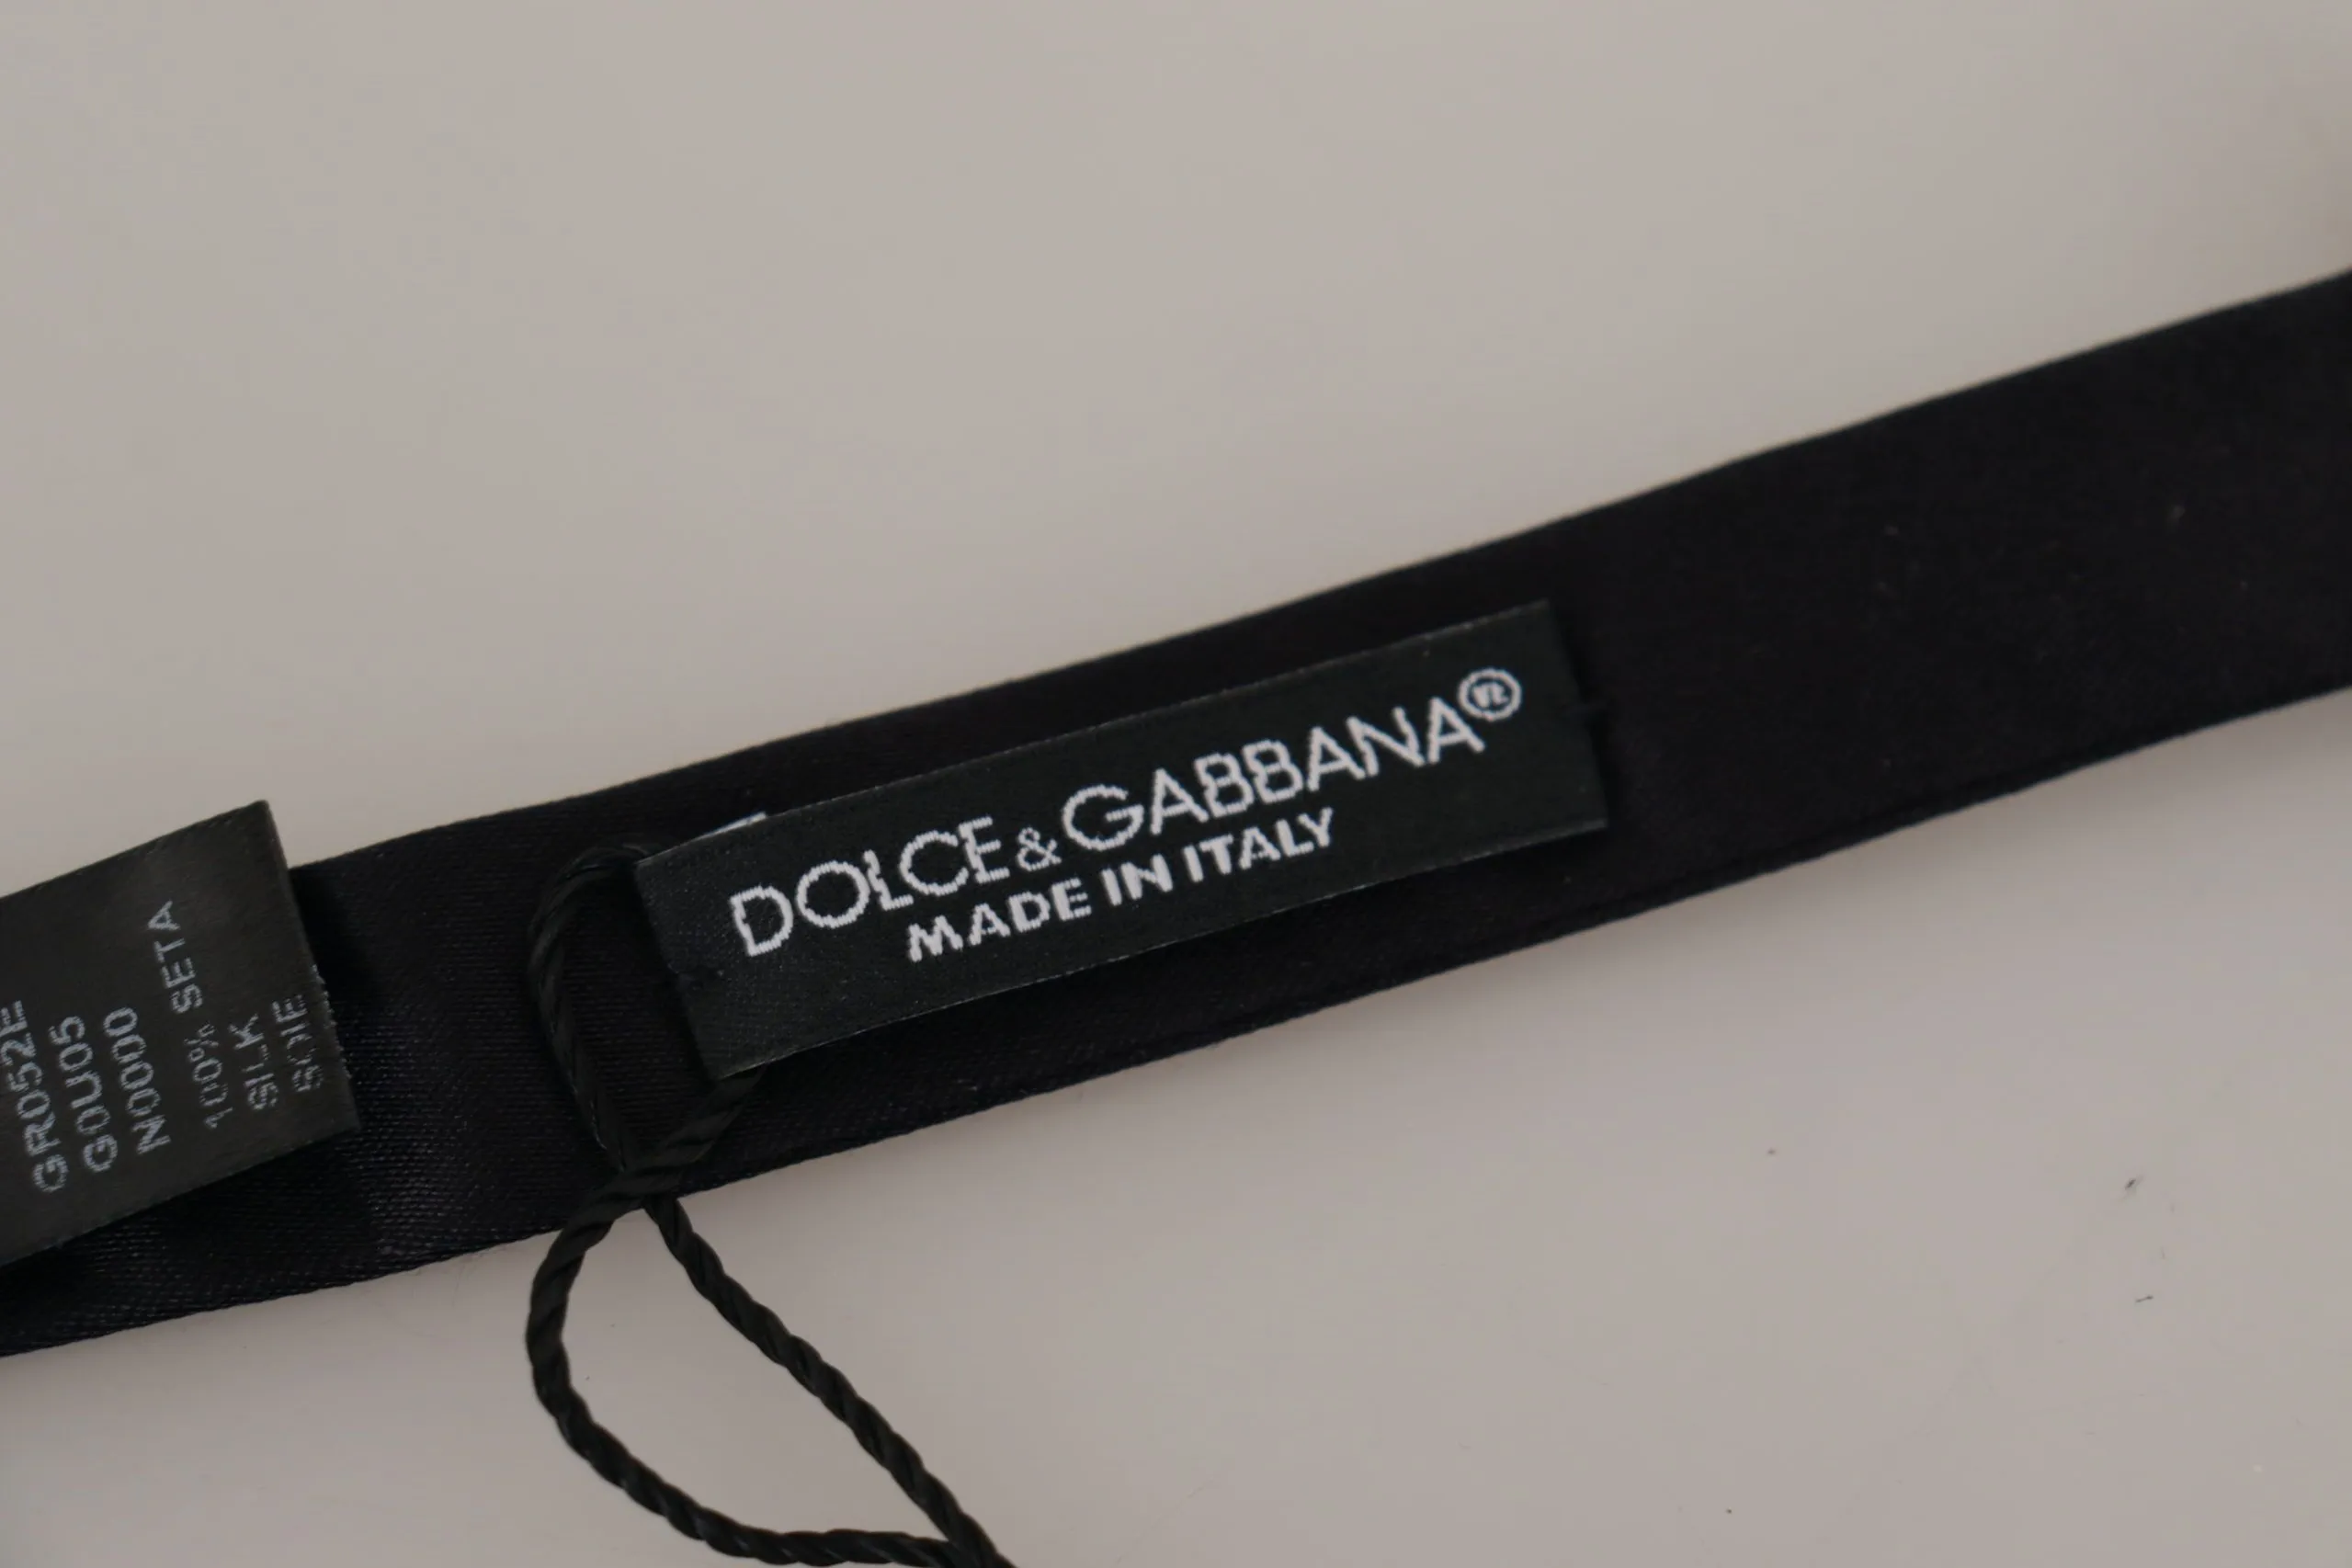 DOLCE&GABBANA®
MADE IN ITALY
GR052E
G0U05
N0000
100% SETA
SILK
SOIE